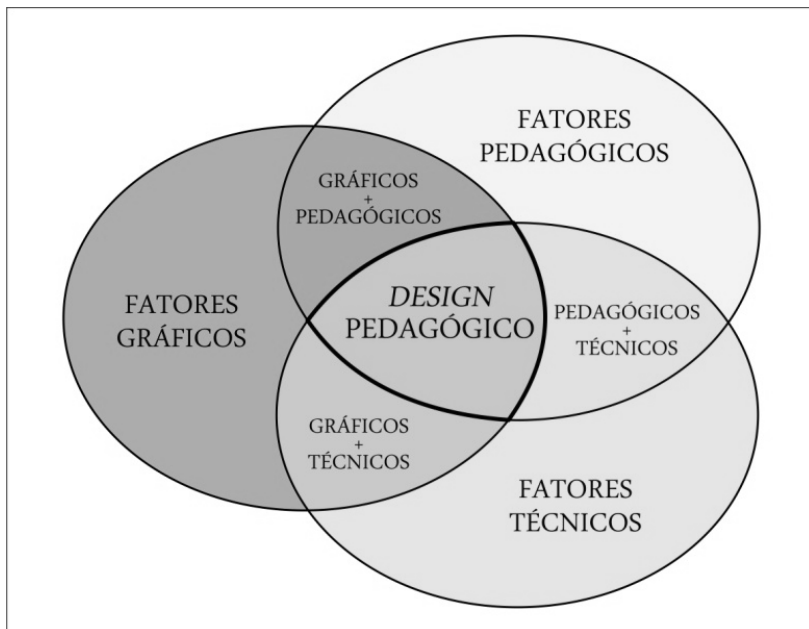 FATORES
PEDAGÓGICOS
GRÁFICOS
+
PEDAGÓGICOS
FATORES
GRÁFICOS
DESIGN
PEDAGÓGICO
PEDAGÓGICOS
+
TÉCNICOS
GRÁFICOS
+
TÉCNICOS
FATORES
TÉCNICOS